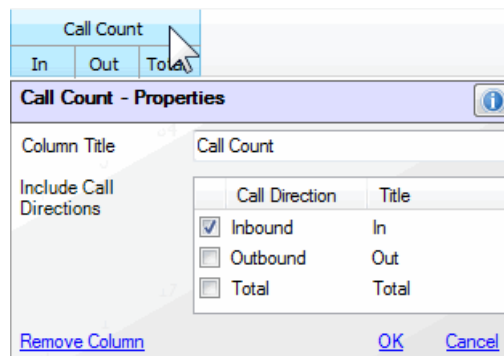 Call Count
In Out Total
Call Count - Properties
Column Title Call Count
Include Call Directions
Call Direction Title
Inbound In
Outbound Out
Total Total
Remove Column OK Cancel